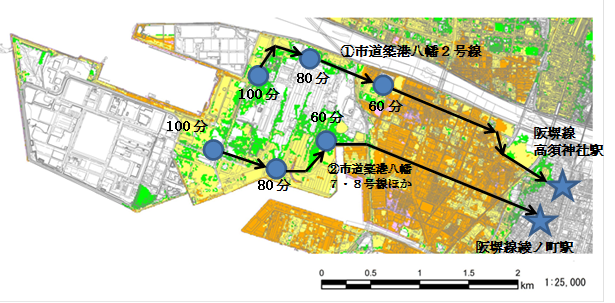 ①市道築港八幡２号線
80分
100分
60分
阪堺線
高須神社駅
60分
100分
80分
②市道築港八幡
７・８号線ほか
阪堺線綾ノ町駅
0 0.5 1 1.5 2
km
1:25,000